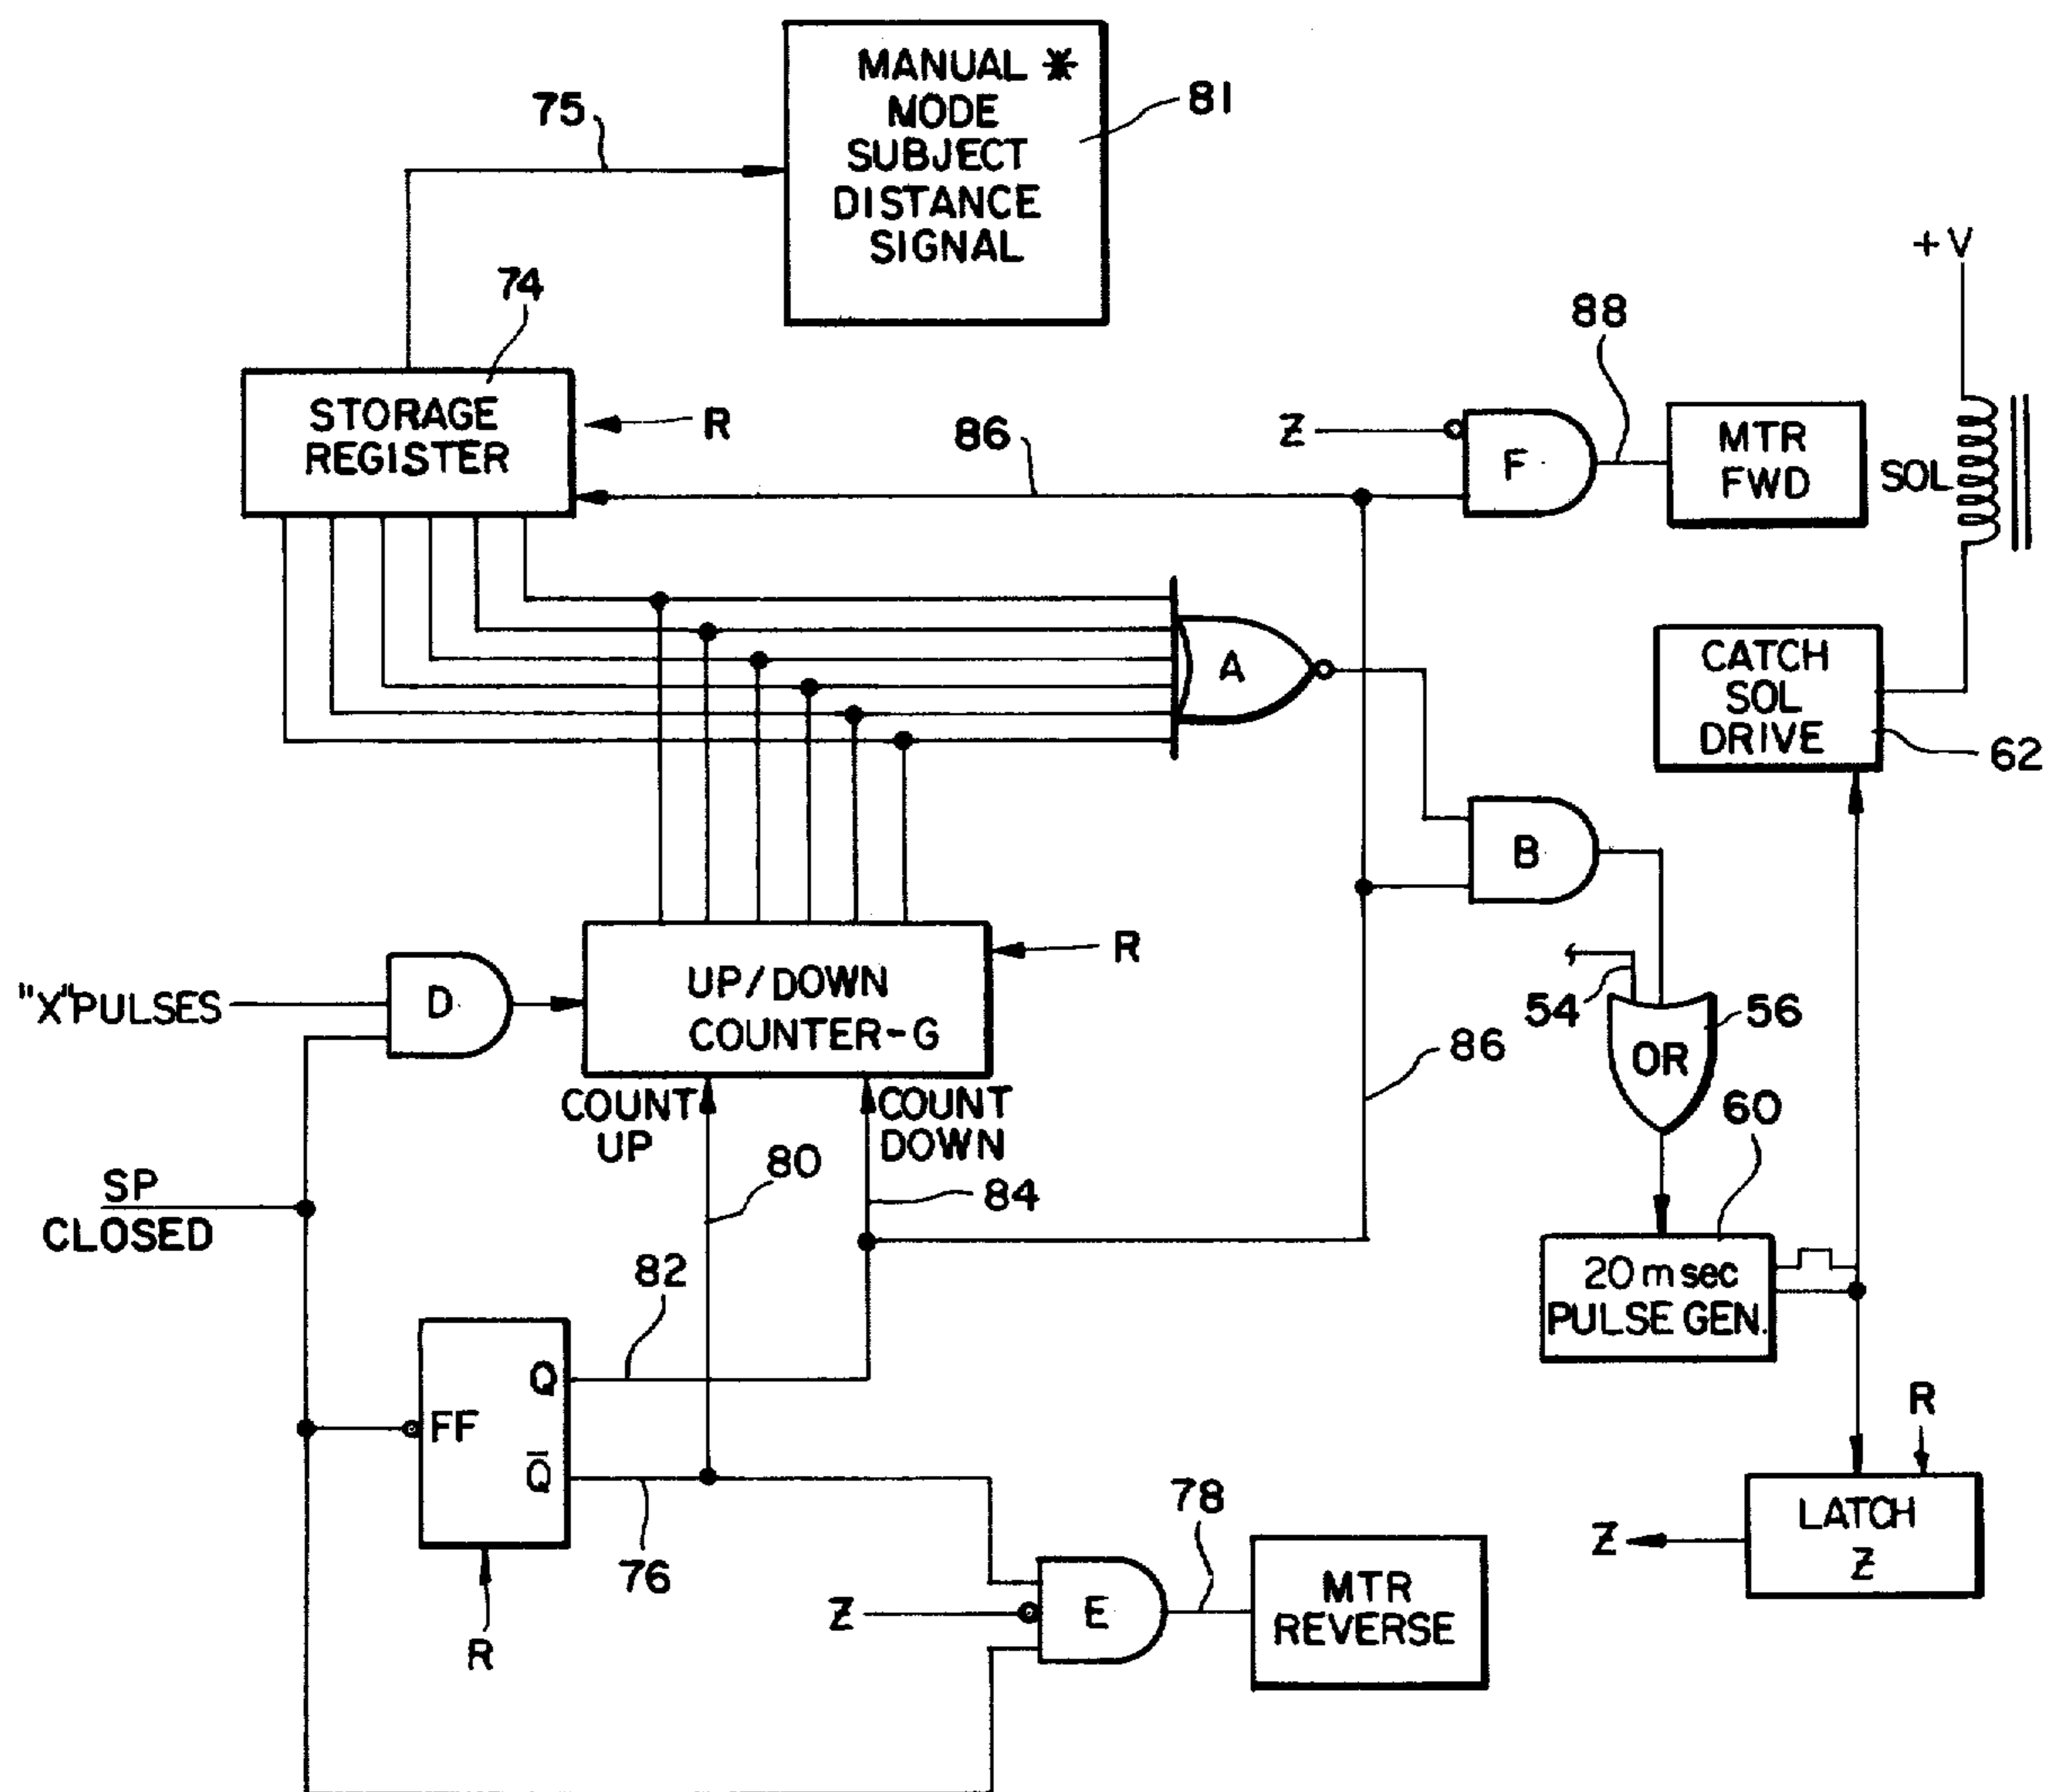 MANUAL *
MODE
SUBJECT
DISTANCE
SIGNAL
81
75
74
STORAGE
REGISTER
R
86
Z
F
88
MTR
FWD
+V
SOL
A
CATCH
SOL
DRIVE
62
B
"X" PULSES
D
UP/DOWN
COUNTER-G
R
54
56
OR
86
60
COUNT
UP
COUNT
DOWN
80
84
SP
CLOSED
82
20 m sec
PULSE GEN.
Q
FF
Q̅
76
R
R
LATCH
Z
Z
78
Z
E
MTR
REVERSE